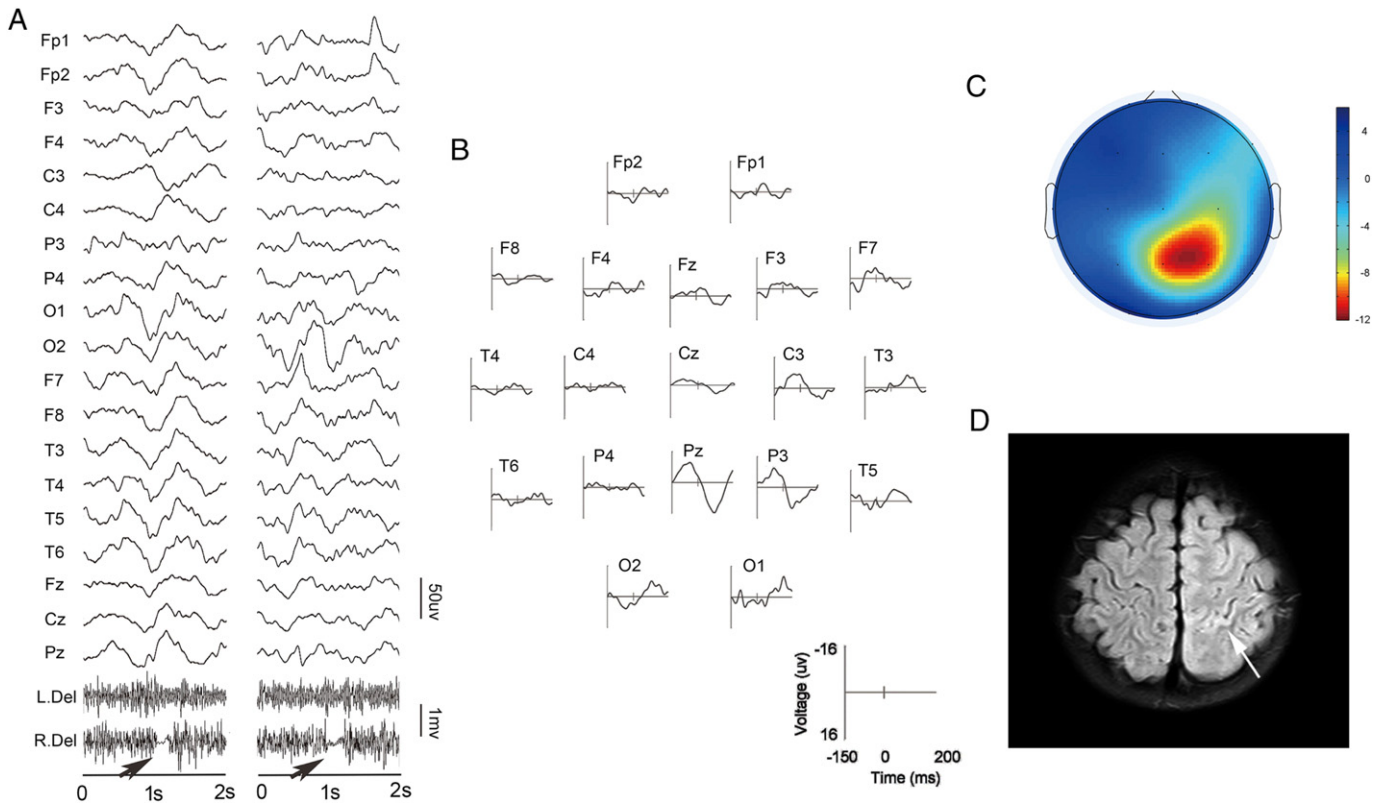 A
Fp1
Fp2
F3
F4
C3
C4
P3
P4
O1
O2
F7
F8
T3
T4
T5
T6
Fz
Cz
Pz
L.Del
R.Del
50uv
1mv
0 1s 2s 0 1s 2s
B
Fp2 Fp1
F8 F4 Fz F3 F7
T4 C4 Cz C3 T3
T6 P4 Pz P3 T5
O2 O1
-16
Voltage (uv)
16
-150 0 200
Time (ms)
C
4
0
-4
-8
-12
D